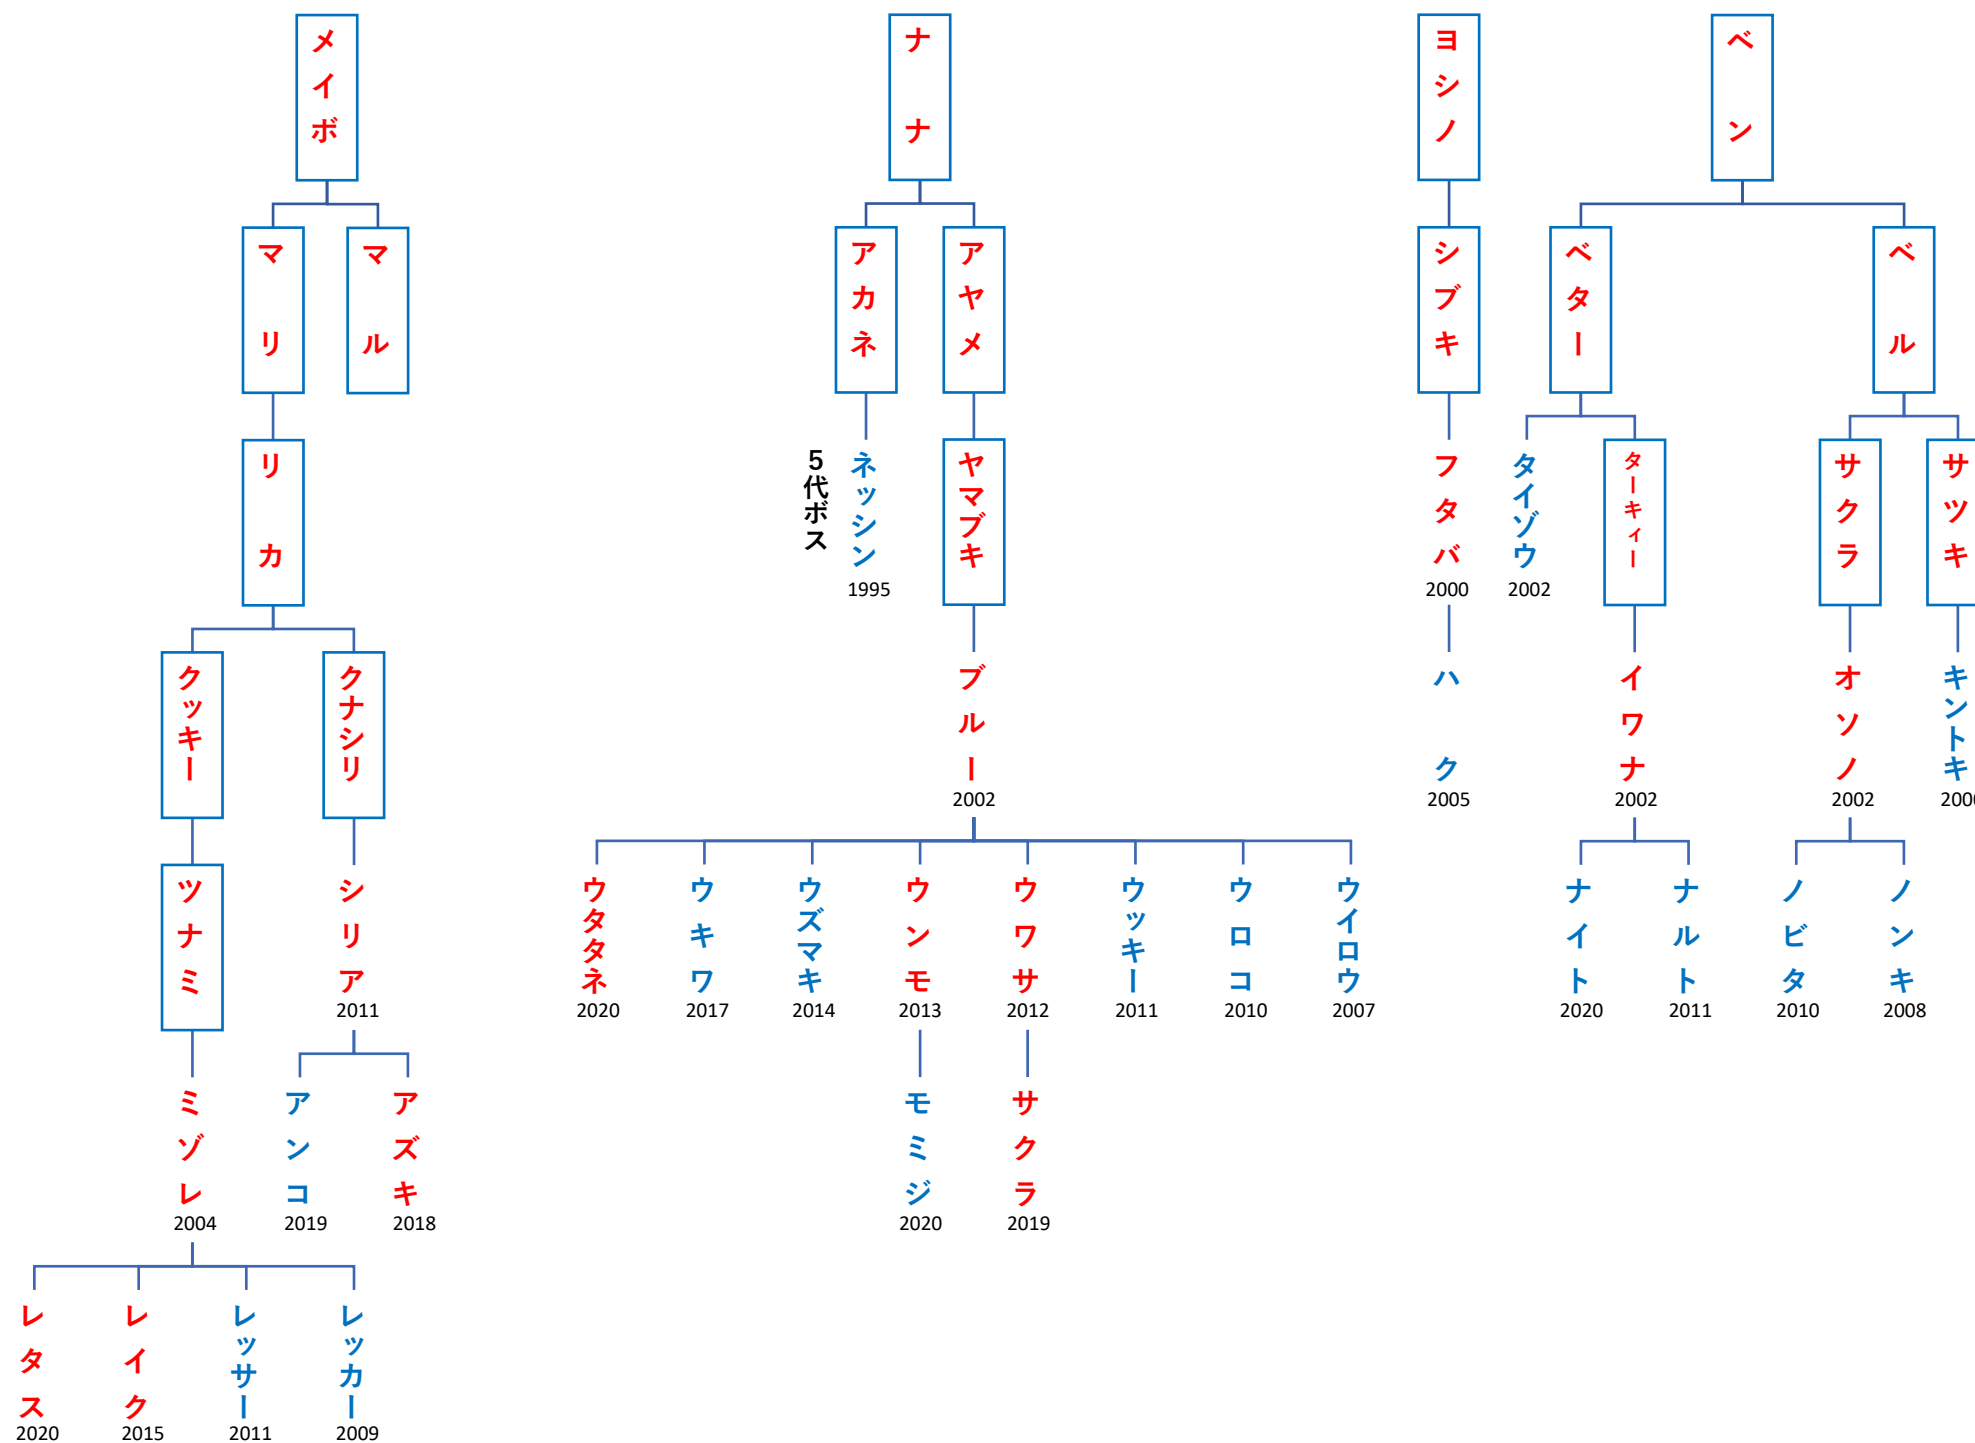 メイボ
ナナ
ヨシノ
ベン
マリ
マル
アカネ
アヤメ
シブキ
ベター
ベル
リカ
5代ボス
ネッシン
1995
ヤマブキ
フタバ
2000
タイゾウ
2002
ターキィー
サクラ
サツキ
クッキー
クナシリ
ブルー
2002
ハク
2005
イワナ
2002
オソノ
2002
キントキ
ツナミ
シリア
2011
ウタタネ
2020
ウキワ
2017
ウズマキ
2014
ウンモ
2013
ウワサ
2012
ウッキー
2011
ウロコ
2010
ウイロウ
2007
ナイト
2020
ナルト
2011
ノビタ
2010
ノンキ
2008
ミゾレ
2004
アンコ
2019
アズキ
2018
モミジ
2020
サクラ
2019
レタス
2020
レイク
2015
レッサー
2011
レッカー
2009